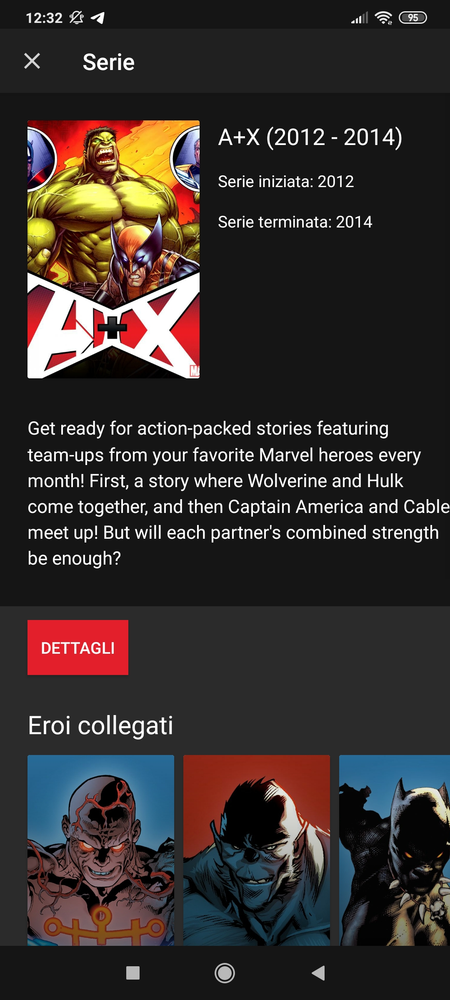 12:32
95
Serie
A+X (2012 - 2014)
Serie iniziata: 2012
Serie terminata: 2014
A+X
Get ready for action-packed stories featuring
team-ups from your favorite Marvel heroes every
month! First, a story where Wolverine and Hulk
come together, and then Captain America and Cable
meet up! But will each partner's combined strength
be enough?
DETTAGLI
Eroi collegati